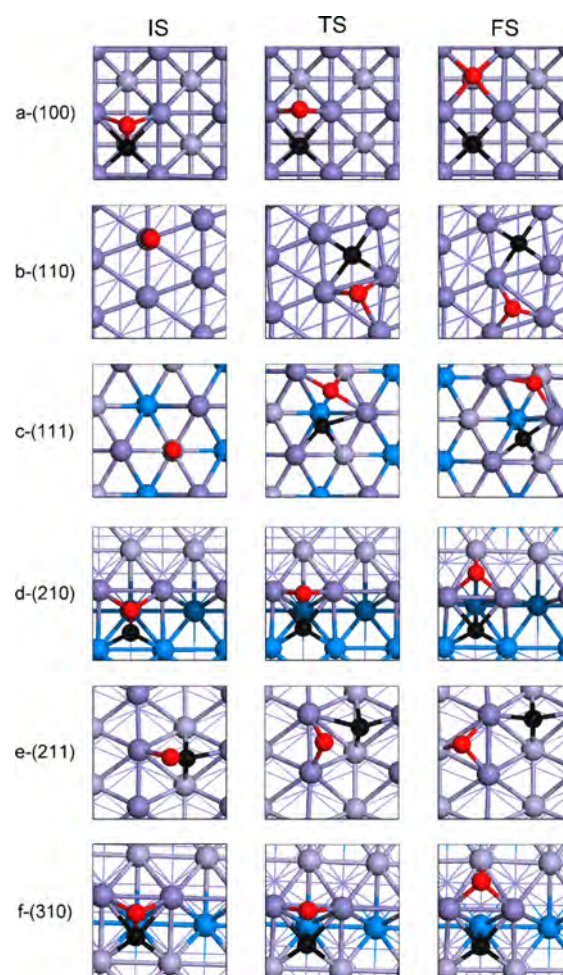 IS TS FS
a-(100)
b-(110)
c-(111)
d-(210)
e-(211)
f-(310)